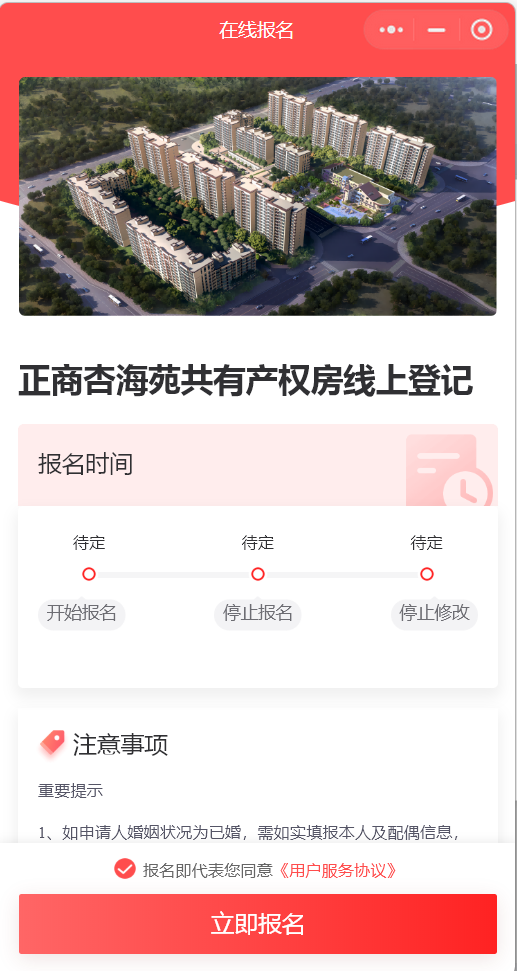 在线报名
正商杏海苑共有产权房线上登记
报名时间
待定 待定 待定
开始报名 停止报名 停止修改
注意事项
重要提示
1、如申请人婚姻状况为已婚，需如实填报本人及配偶信息，
报名即代表您同意《用户服务协议》
立即报名